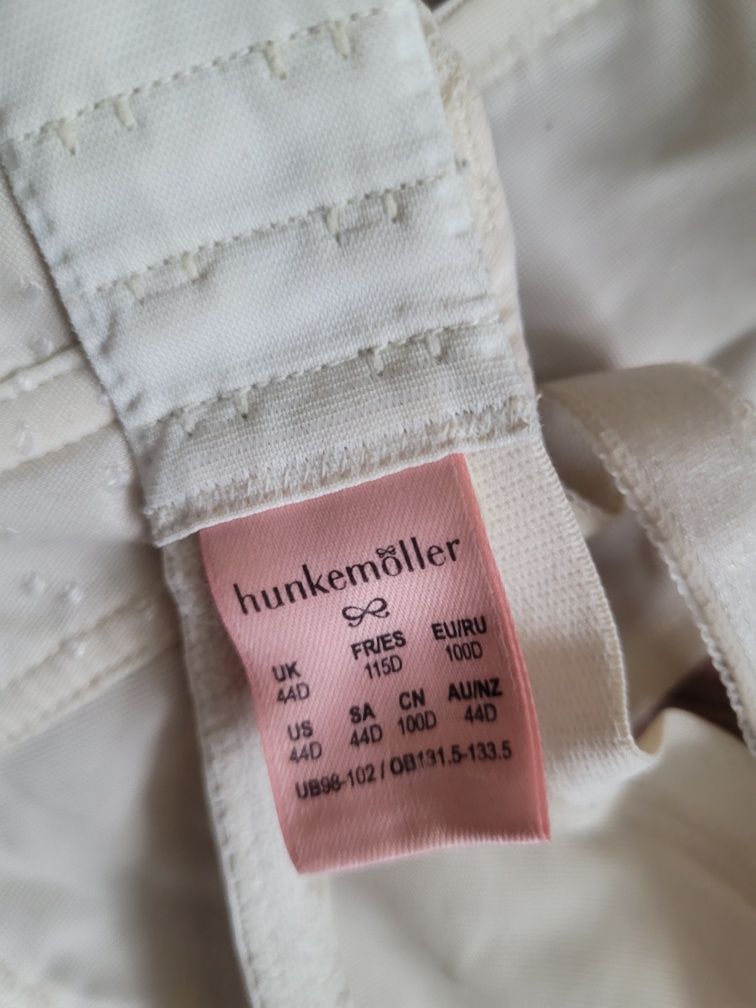 hunkemöller
UK FR/ES EU/RU
44D 115D 100D
US SA CN AU/NZ
44D 44D 100D 44D
UB98-102 / OB131.5-133.5